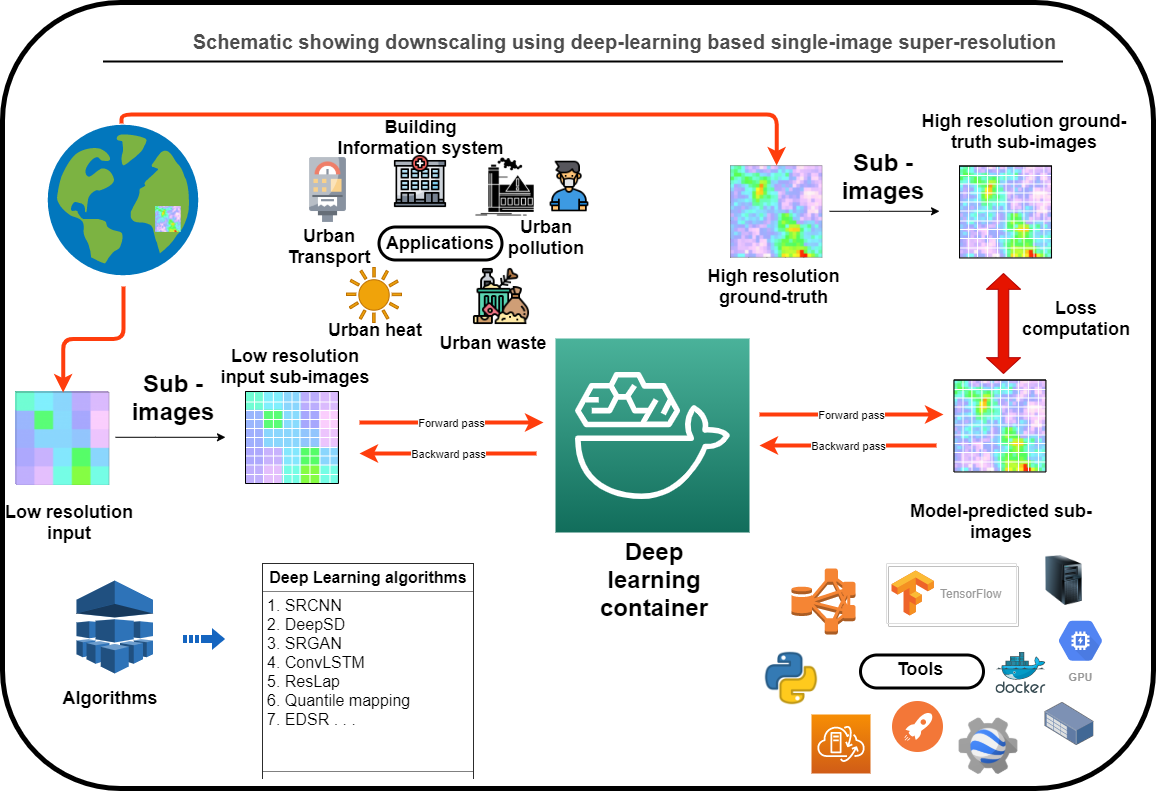 Schematic showing downscaling using deep-learning based single-image super-resolution
Building
Information system
Urban
Transport
Applications
Urban
pollution
Urban heat
Urban waste
High resolution
ground-truth
Sub -
images
High resolution ground-
truth sub-images
Loss
computation
Low resolution
input
Sub -
images
Low resolution
input sub-images
Forward pass
Backward pass
Deep
learning
container
Forward pass
Backward pass
Model-predicted sub-
images
Algorithms
Deep Learning algorithms
1. SRCNN
2. DeepSD
3. SRGAN
4. ConvLSTM
5. ResLap
6. Quantile mapping
7. EDSR . . .
TensorFlow
Tools
docker
GPU